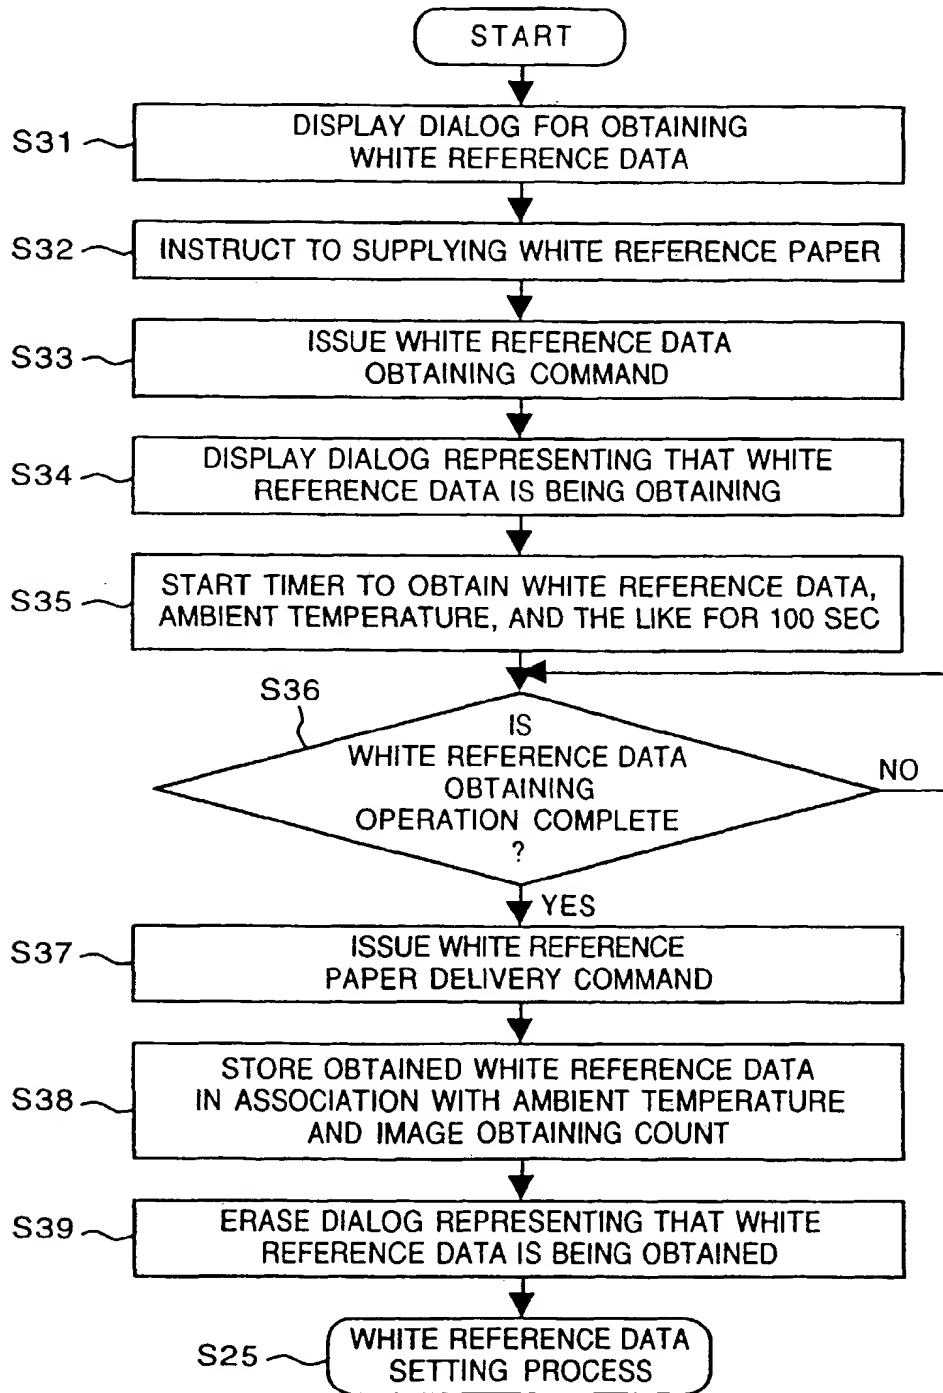 START
S31
DISPLAY DIALOG FOR OBTAINING
WHITE REFERENCE DATA
S32
INSTRUCT TO SUPPLYING WHITE REFERENCE PAPER
S33
ISSUE WHITE REFERENCE DATA
OBTAINING COMMAND
S34
DISPLAY DIALOG REPRESENTING THAT WHITE
REFERENCE DATA IS BEING OBTAINING
S35
START TIMER TO OBTAIN WHITE REFERENCE DATA,
AMBIENT TEMPERATURE, AND THE LIKE FOR 100 SEC
S36
IS
WHITE REFERENCE DATA
OBTAINING
OPERATION COMPLETE
?
NO
YES
S37
ISSUE WHITE REFERENCE
PAPER DELIVERY COMMAND
S38
STORE OBTAINED WHITE REFERENCE DATA
IN ASSOCIATION WITH AMBIENT TEMPERATURE
AND IMAGE OBTAINING COUNT
S39
ERASE DIALOG REPRESENTING THAT WHITE
REFERENCE DATA IS BEING OBTAINED
S25
WHITE REFERENCE DATA
SETTING PROCESS